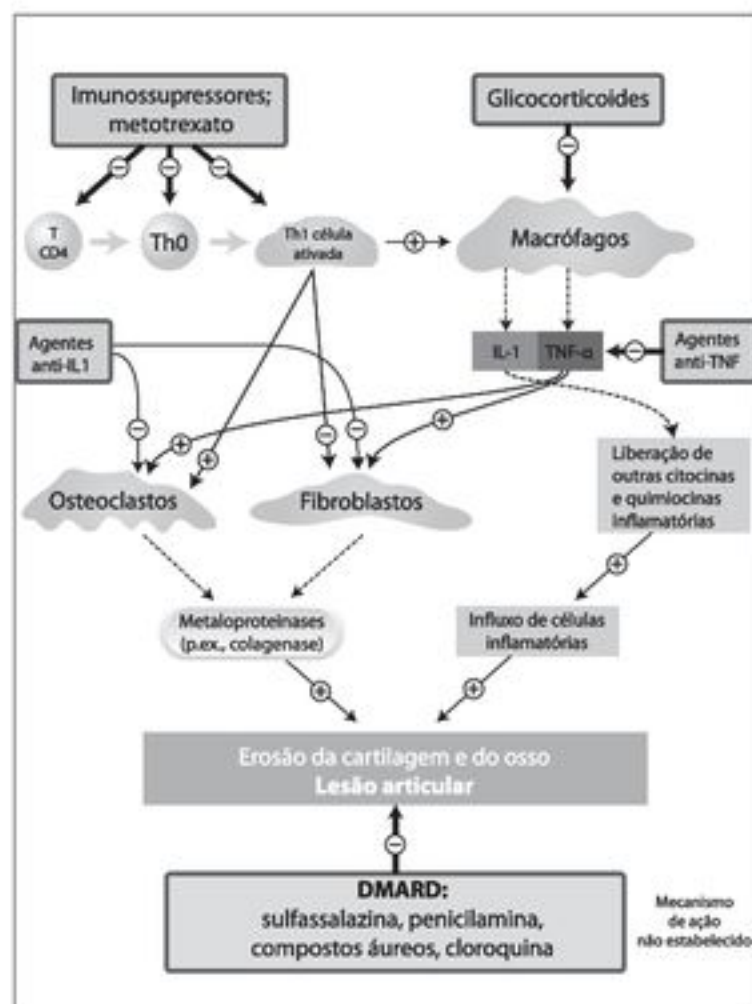 Imunossupressores;
metotrexato
Glicocorticoides
T
CD4
Th0
Th1 célula
ativada
Macrófagos
Agentes
anti-IL1
IL-1
TNF-α
Agentes
anti-TNF
Osteoclastos
Fibroblastos
Liberação de
outras citocinas
e quimiocinas
inflamatórias
Metaloproteinases
(p.ex., colagenase)
Influxo de células
inflamatórias
Erosão da cartilagem e do osso
Lesão articular
DMARD:
sulfassalazina, penicilamina,
compostos áureos, cloroquina
Mecanismo
de ação
não estabelecido